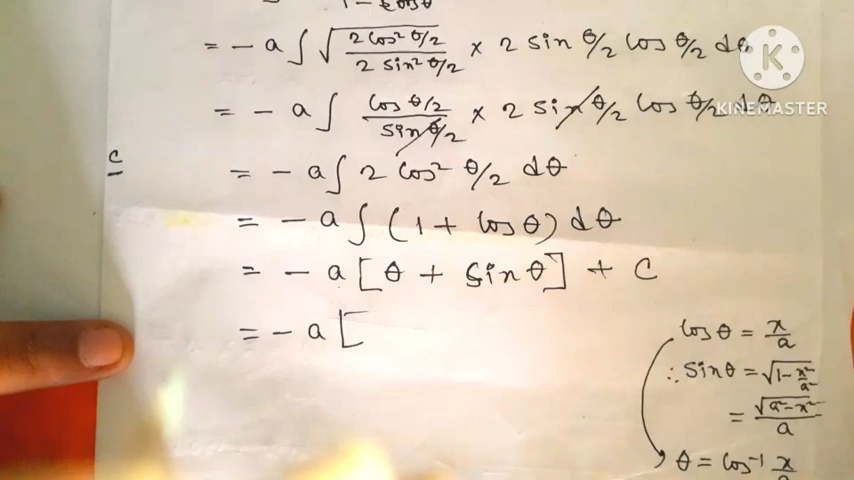 1 - cosθ
= - a ∫ √(2 cos² θ/2 / 2 sin² θ/2) × 2 sin θ/2 cos θ/2 dθ
= - a ∫ cos θ/2 / sin θ/2 × 2 sin θ/2 cos θ/2 dθ
= - a ∫ 2 cos² θ/2 dθ
= - a ∫ (1 + cos θ) dθ
= - a [θ + sin θ] + c
= - a [
c
cos θ = x/a
∴ sin θ = √(1 - x²/a²)
= √(a² - x²) / a
θ = cos⁻¹ x/a
KINEMASTER